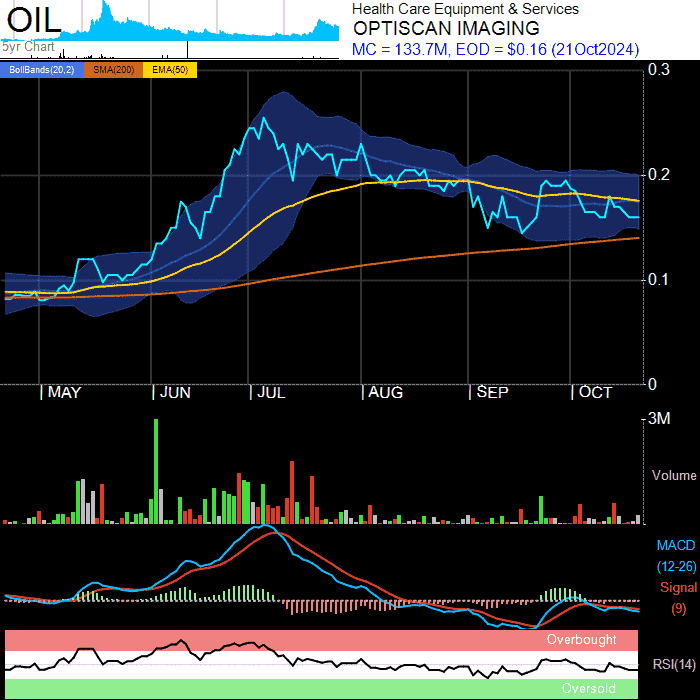 OIL
5yr Chart
Health Care Equipment & Services
OPTISCAN IMAGING
MC = 133.7M, EOD = $0.16 (21Oct2024)
BollBands(20,2) SMA(200) EMA(50)
0.3
0.2
0.1
0
MAY JUN JUL AUG SEP OCT
3M
Volume
MACD
(12-26)
Signal
(9)
Overbought
RSI(14)
Oversold